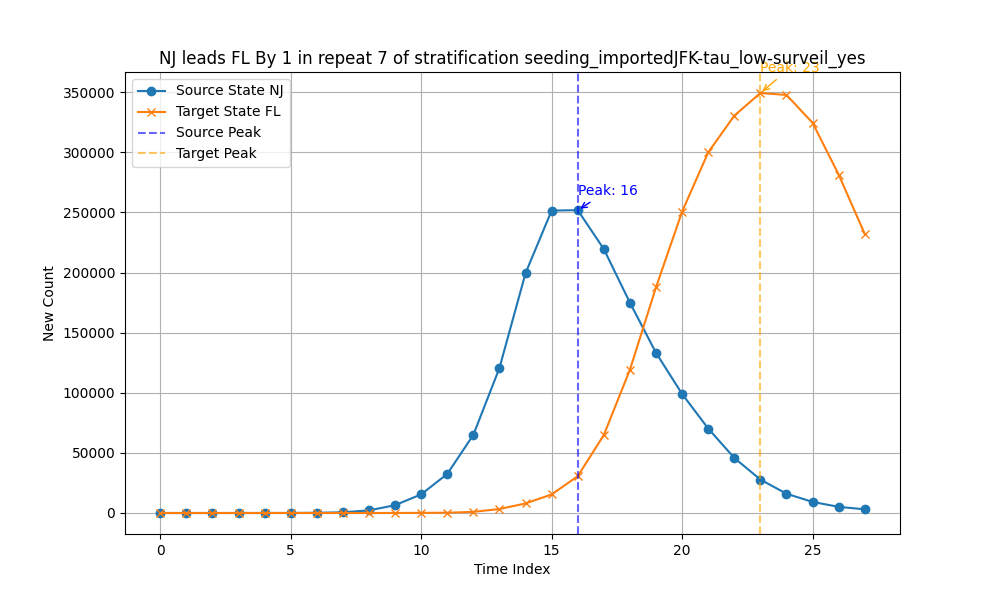 NJ leads FL By 1 in repeat 7 of stratification seeding_importedJFK-tau_low-surveil_yes
Peak: 23
Source State NJ
Target State FL
Source Peak
Target Peak
Peak: 16
New Count
350000
300000
250000
200000
150000
100000
50000
0
0 5 10 15 20 25
Time Index